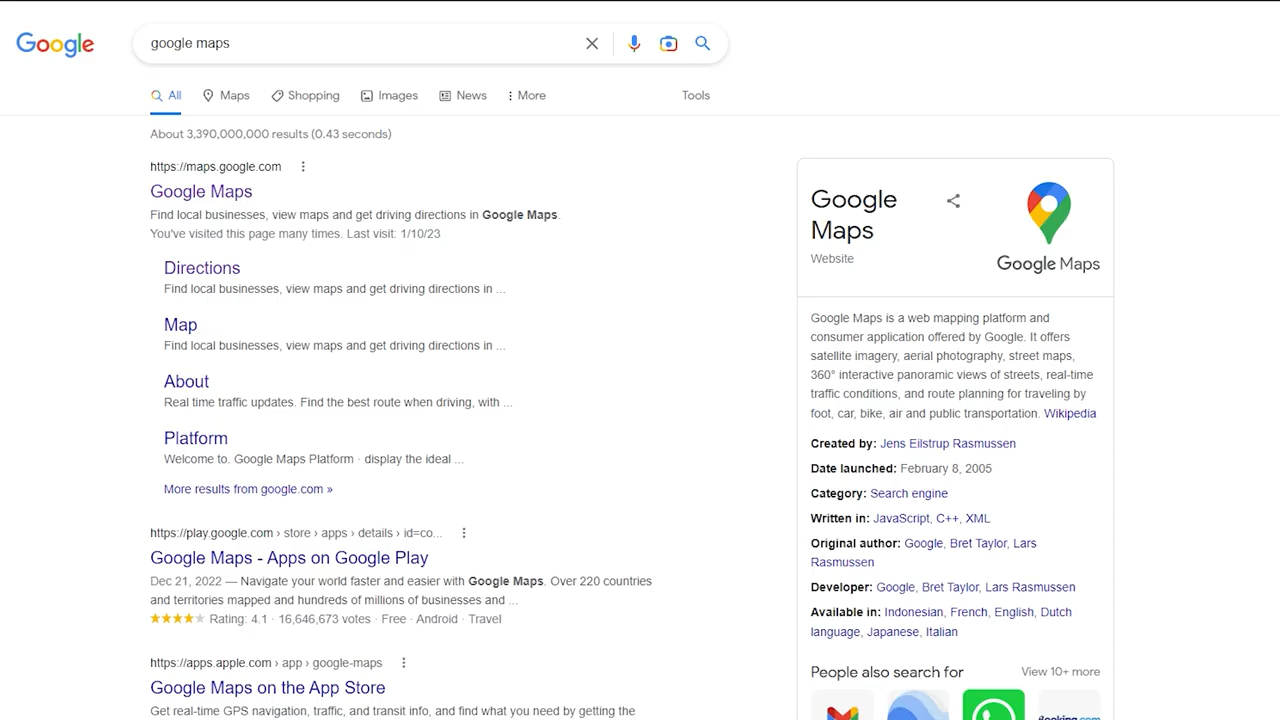 Google
google maps
All
Maps
Shopping
Images
News
More
Tools
About 3,390,000,000 results (0.43 seconds)
https://maps.google.com
Google Maps
Find local businesses, view maps and get driving directions in Google Maps.
You've visited this page many times. Last visit: 1/10/23
Directions
Find local businesses, view maps and get driving directions in ...
Map
Find local businesses, view maps and get driving directions in ...
About
Real time traffic updates. Find the best route when driving, with ...
Platform
Welcome to. Google Maps Platform · display the ideal ...
More results from google.com »
https://play.google.com › store › apps › details › id=co...
Google Maps - Apps on Google Play
Dec 21, 2022 — Navigate your world faster and easier with Google Maps. Over 220 countries
and territories mapped and hundreds of millions of businesses and ...
Rating: 4.1 · 16,646,673 votes · Free · Android · Travel
https://apps.apple.com › app › google-maps
Google Maps on the App Store
Get real-time GPS navigation, traffic, and transit info, and find what you need by getting the
Google
Maps
Website
Google Maps
Google Maps is a web mapping platform and
consumer application offered by Google. It offers
satellite imagery, aerial photography, street maps,
360° interactive panoramic views of streets, real-time
traffic conditions, and route planning for traveling by
foot, car, bike, air and public transportation. Wikipedia
Created by: Jens Eilstrup Rasmussen
Date launched: February 8, 2005
Category: Search engine
Written in: JavaScript, C++, XML
Original author: Google, Bret Taylor, Lars
Rasmussen
Developer: Google, Bret Taylor, Lars Rasmussen
Available in: Indonesian, French, English, Dutch
language, Japanese, Italian
People also search for
View 10+ more
Booking.com